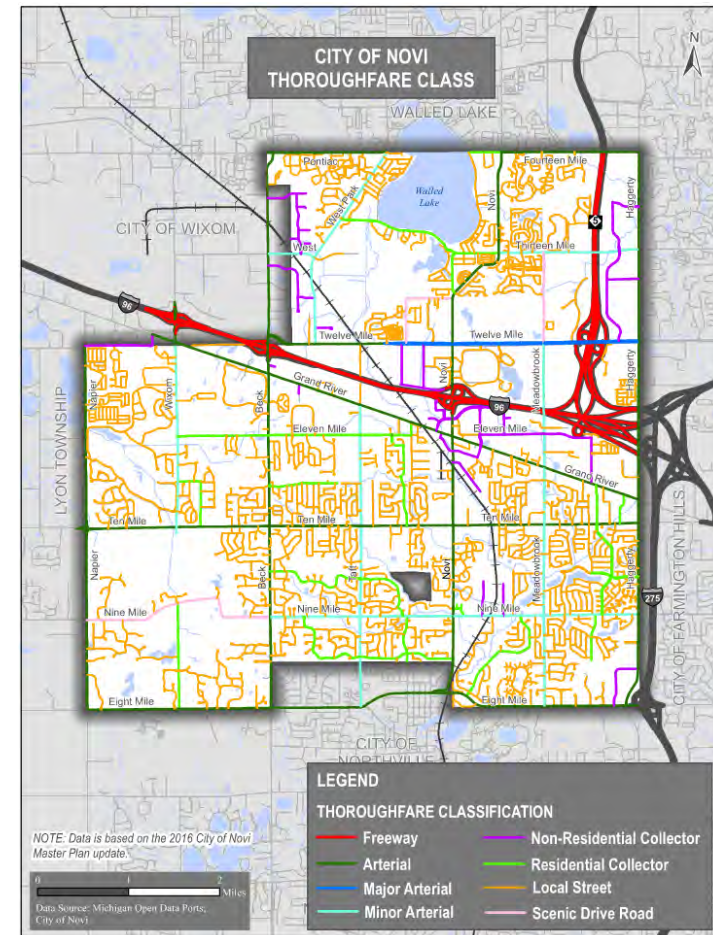 CITY OF NOVI
THOROUGHFARE CLASS
N
WALLED LAKE
Pontiac
Fourteen Mile
West Park
Walled
Lake
Novi
Haggerty
5
CITY OF WIXOM
West
Thirteen Mile
96
Twelve Mile
Twelve Mile
Napier
Wixom
Beck
Grand River
Novi
96
Meadowbrook
Haggerty
LYON TOWNSHIP
Eleven Mile
Eleven Mile
Grand River
Ten Mile
Ten Mile
Ten Mile
Napier
Beck
Taft
Novi
Meadowbrook
Haggerty
CITY OF FARMINGTON HILLS
275
Nine Mile
Nine Mile
Nine Mile
Eight Mile
Eight Mile
CITY OF
NORTHVILLE
LEGEND
THOROUGHFARE CLASSIFICATION
Freeway
Non-Residential Collector
Arterial
Residential Collector
Major Arterial
Local Street
Minor Arterial
Scenic Drive Road
NOTE: Data is based on the 2016 City of Novi
Master Plan update.
0 1 2
Miles
Data Source: Michigan Open Data Ports,
City of Novi